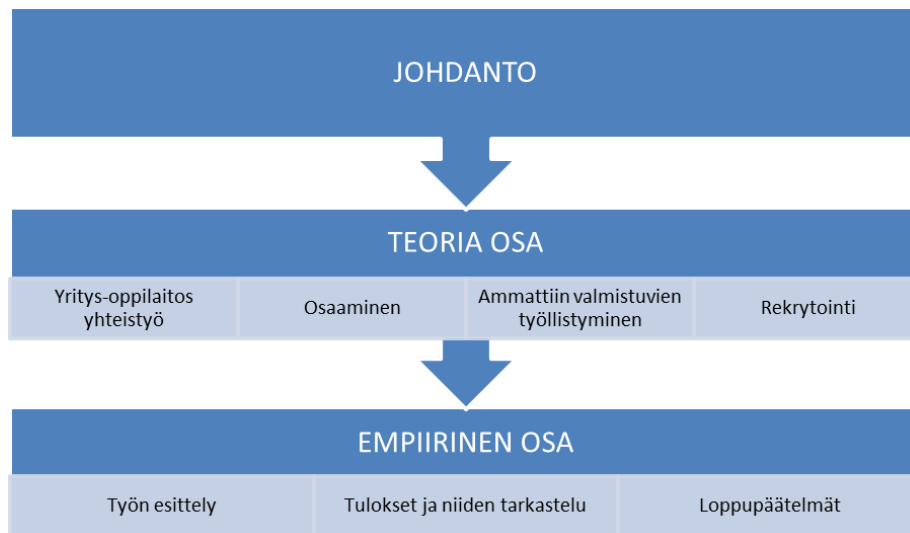 JOHDANTO
TEORIA OSA
Yritys-oppilaitos
yhteistyö
Osaaminen
Ammattiin valmistuvien
työllistyminen
Rekrytointi
EMPIIRINEN OSA
Työn esittely
Tulokset ja niiden tarkastelu
Loppupäätelmät